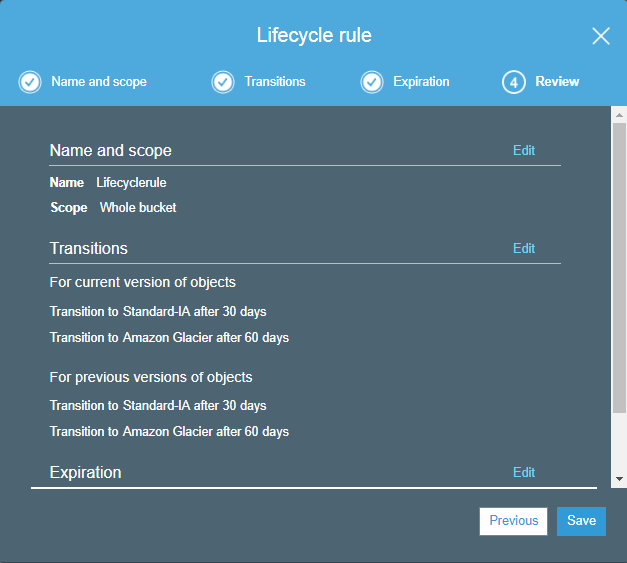 Lifecycle rule
Name and scope Transitions Expiration 4 Review
Name and scope Edit
Name Lifecyclerule
Scope Whole bucket
Transitions Edit
For current version of objects
Transition to Standard-IA after 30 days
Transition to Amazon Glacier after 60 days
For previous versions of objects
Transition to Standard-IA after 30 days
Transition to Amazon Glacier after 60 days
Expiration Edit
Previous Save